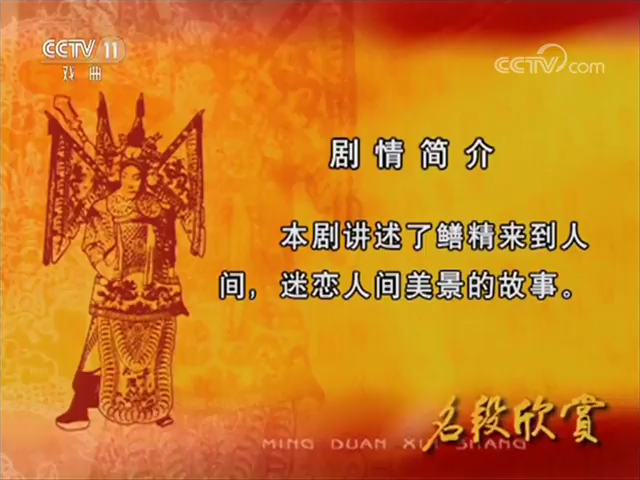 CCTV 11
戏曲
CCTV.com
剧情简介
本剧讲述了鳝精来到人
间，迷恋人间美景的故事。
名段欣赏
MING DUAN XIN SHANG